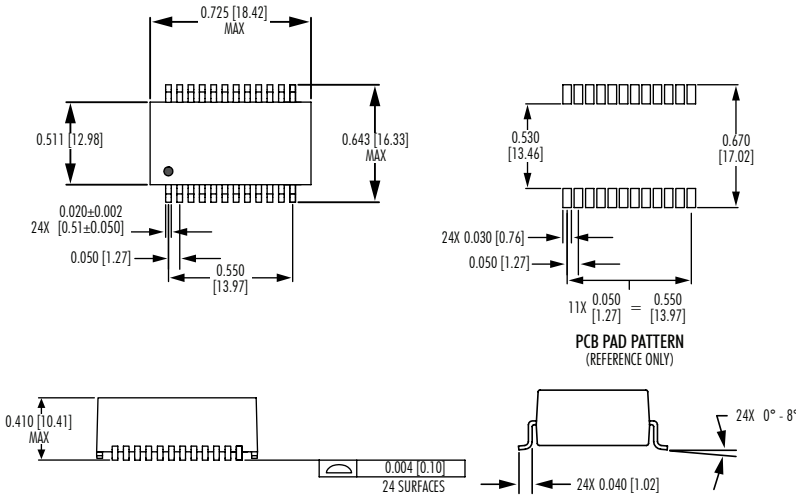 0.725 [18.42]
MAX
0.511 [12.98]
0.643 [16.33]
MAX
0.020±0.002
24X [0.51±0.050]
0.050 [1.27]
0.550
[13.97]
0.530
[13.46]
0.670
[17.02]
24X 0.030 [0.76]
0.050 [1.27]
11X 0.050 [1.27] = 0.550 [13.97]
PCB PAD PATTERN
(REFERENCE ONLY)
0.410 [10.41]
MAX
0.004 [0.10]
24 SURFACES
24X 0° - 8°
24X 0.040 [1.02]